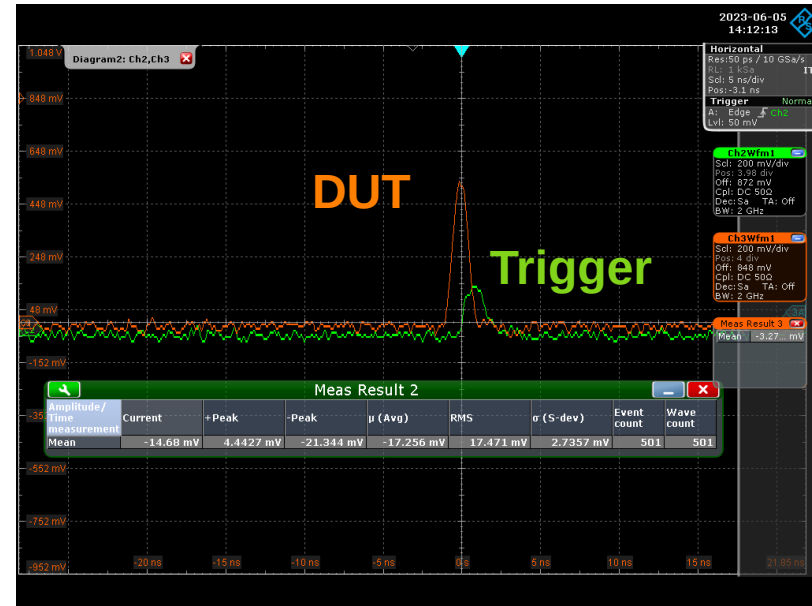 2023-06-05
14:12:13
Diagram2: Ch2,Ch3
1.048 V
848 mV
648 mV
448 mV
248 mV
48 mV
-152 mV
-552 mV
-752 mV
-952 mV
DUT
Trigger
Horizontal
Res:50 ps / 10 GSa/s
RL: 1 kSa
Scl: 5 ns/div
Pos:-3.1 ns
Trigger Norma
A: Edge Ch2
Lvl: 50 mV
Ch2Wfm1
Scl: 200 mV/div
Pos: 3.98 div
Off: 872 mV
Cpl: DC 50Ω
Dec:Sa TA: Off
BW: 2 GHz
Ch3Wfm1
Scl: 200 mV/div
Pos: 4 div
Off: 848 mV
Cpl: DC 50Ω
Dec:Sa TA: Off
BW: 2 GHz
Meas Result 3
Mean -3.27... mV
Meas Result 2
Amplitude/
Time
measurement Current +Peak -Peak μ (Avg) RMS σ (S-dev) Event count Wave count
Mean -14.68 mV 4.4427 mV -21.344 mV -17.256 mV 17.471 mV 2.7357 mV 501 501
-20 ns -15 ns -10 ns -5 ns 0 s 5 ns 10 ns 15 ns 21.85 ns